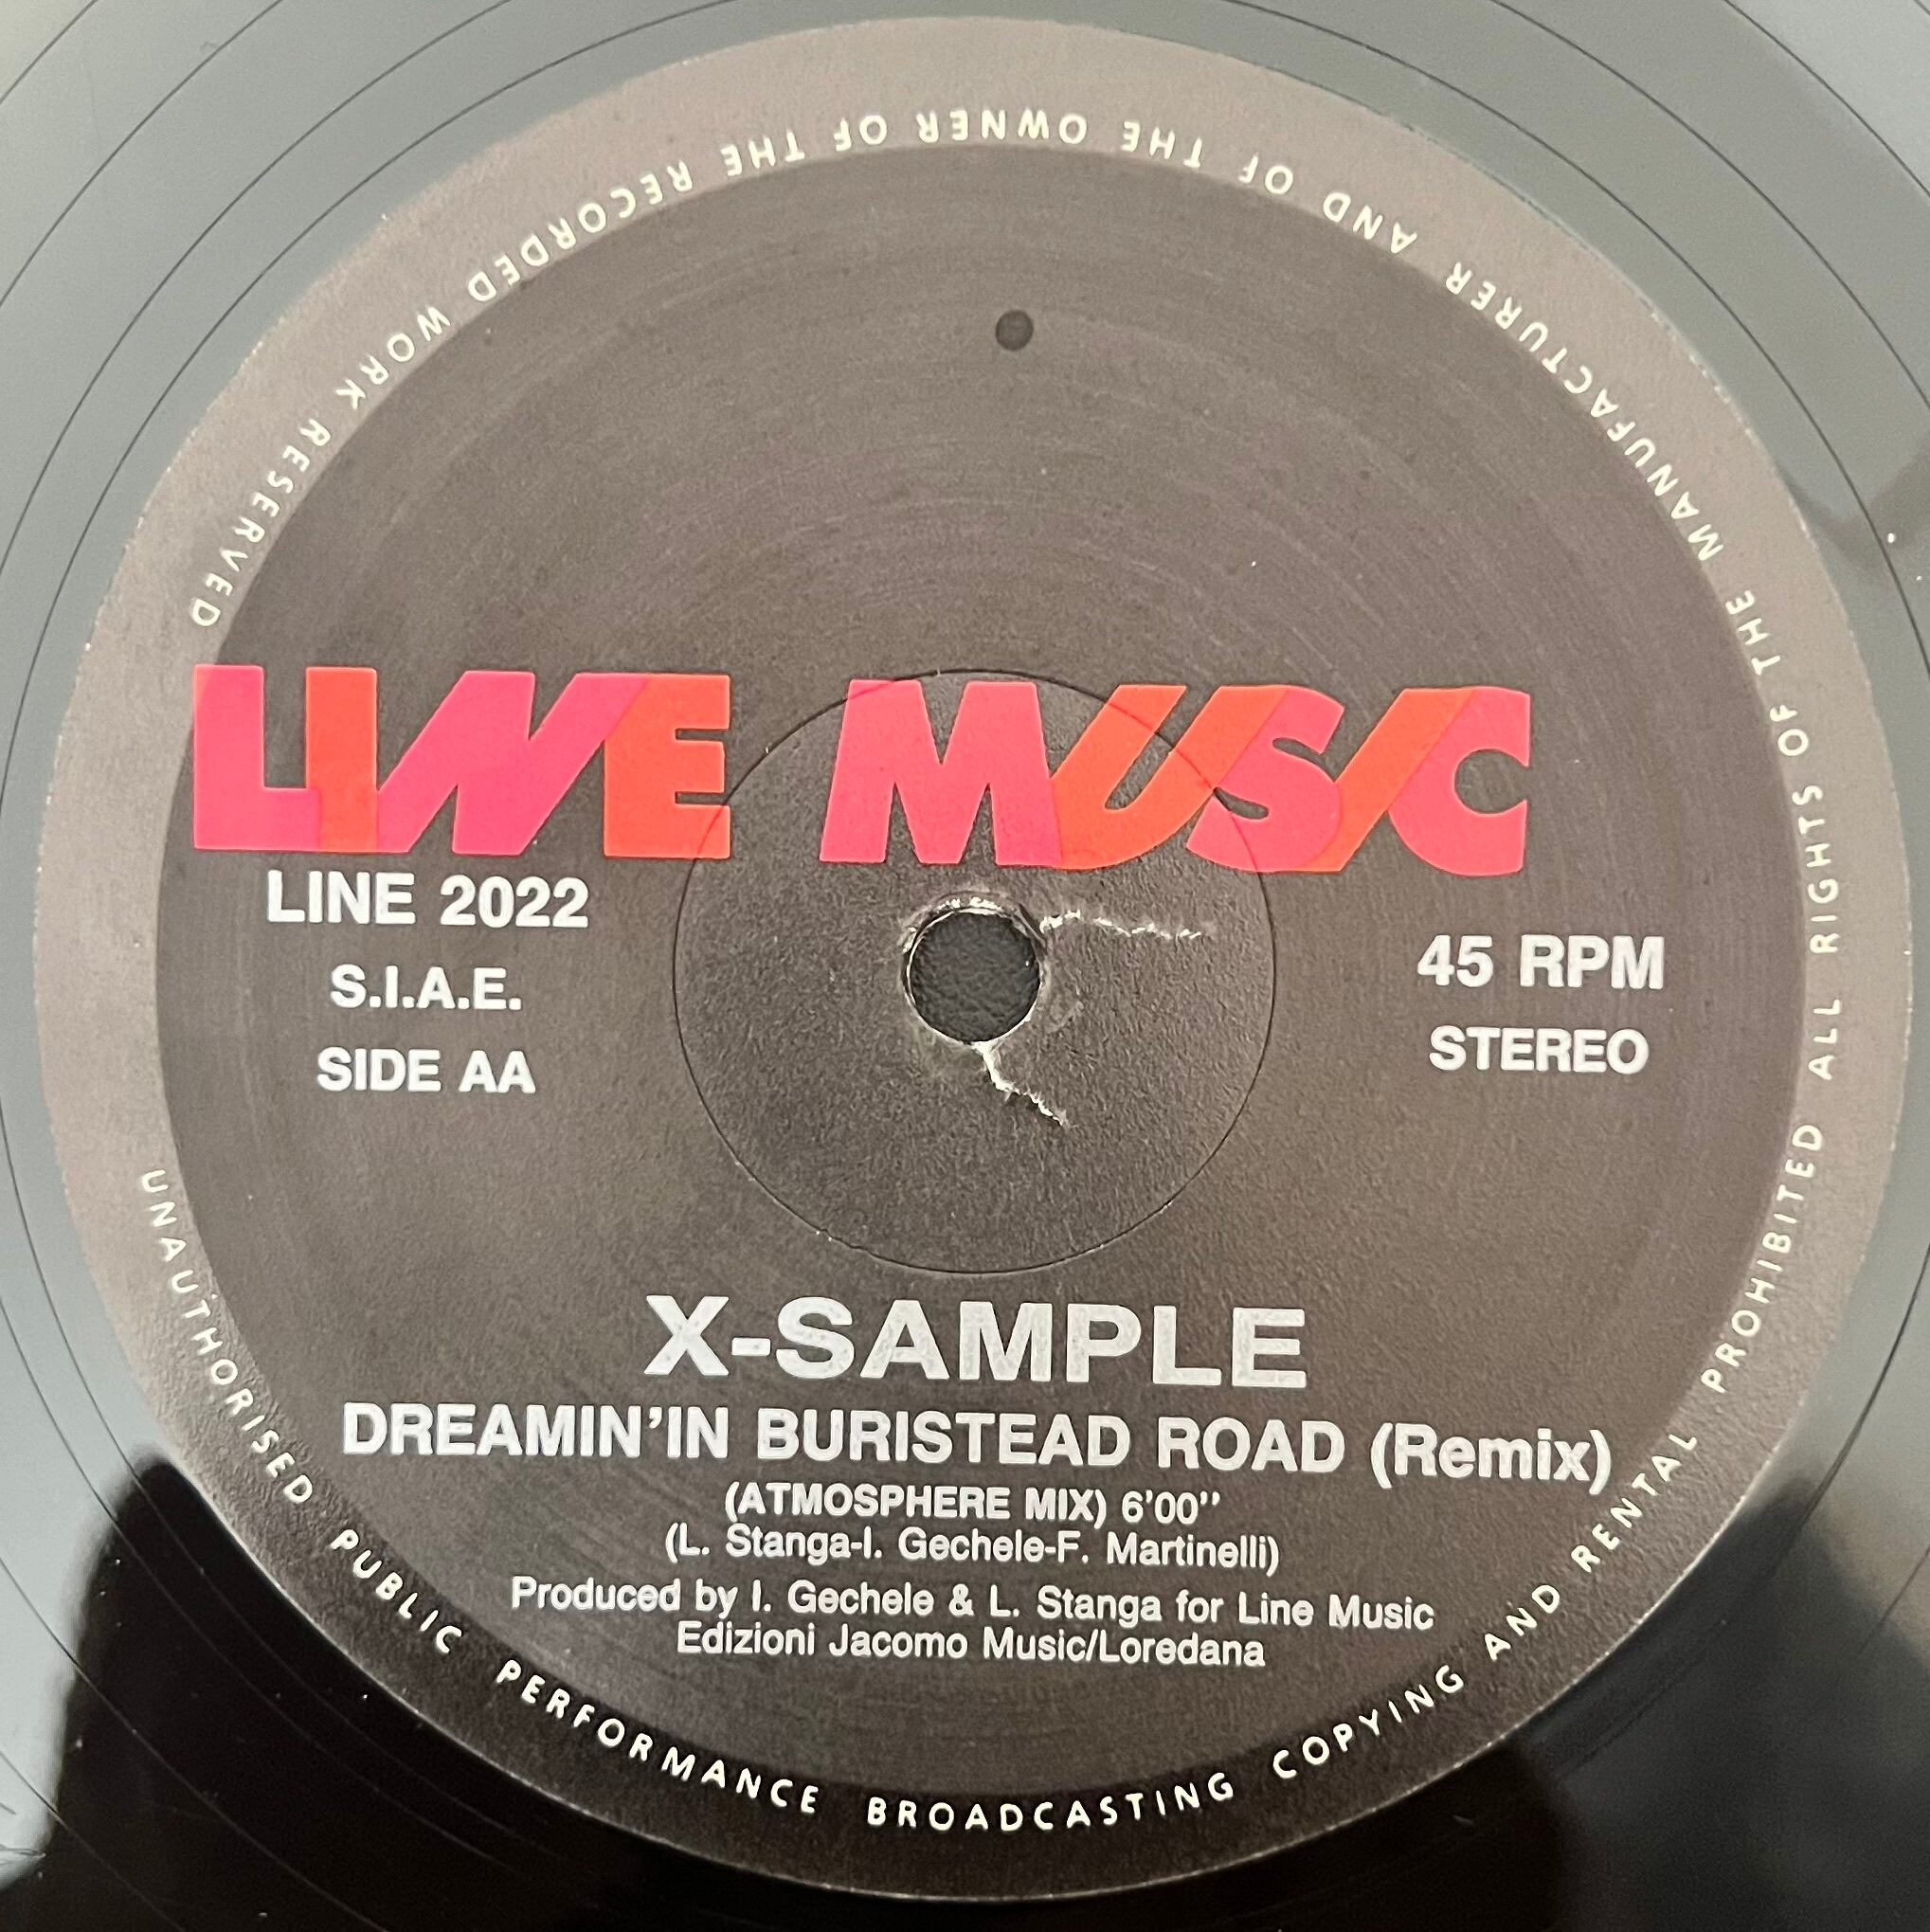 LINE MUSIC
LINE 2022
S.I.A.E.
SIDE AA
45 RPM
STEREO
X-SAMPLE
DREAMIN'IN BURISTEAD ROAD (Remix)
(ATMOSPHERE MIX) 6'00''
(L. Stanga-I. Gechele-F. Martinelli)
Produced by I. Gechele & L. Stanga for Line Music
Edizioni Jacomo Music/Loredana
UNAUTHORISED PUBLIC PERFORMANCE BROADCASTING COPYING AND RENTAL PROHIBITED ALL RIGHTS OF THE MANUFACTURER AND OF THE OWNER OF THE RECORDED WORK RESERVED